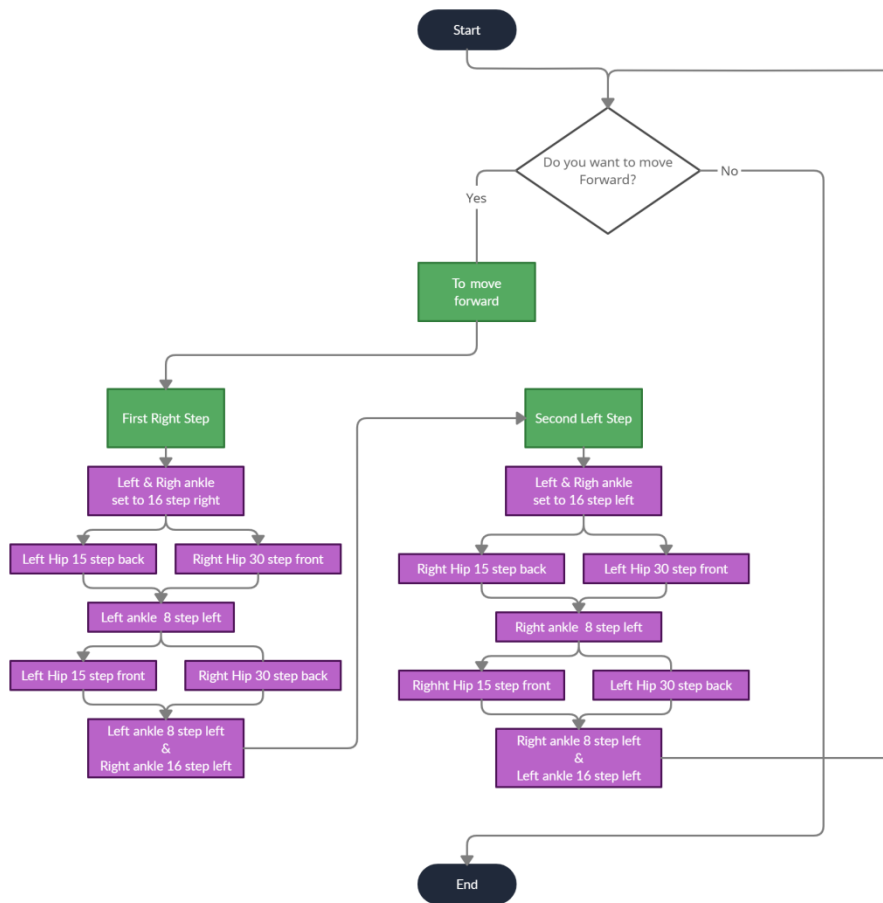 Start
Do you want to move
Forward?
No
Yes
To move
forward
First Right Step
Left & Righ ankle
set to 16 step right
Left Hip 15 step back
Right Hip 30 step front
Left ankle 8 step left
Left Hip 15 step front
Right Hip 30 step back
Left ankle 8 step left
&
Right ankle 16 step left
Second Left Step
Left & Righ ankle
set to 16 step left
Right Hip 15 step back
Left Hip 30 step front
Right ankle 8 step left
Righht Hip 15 step front
Left Hip 30 step back
Right ankle 8 step left
&
Left ankle 16 step left
End